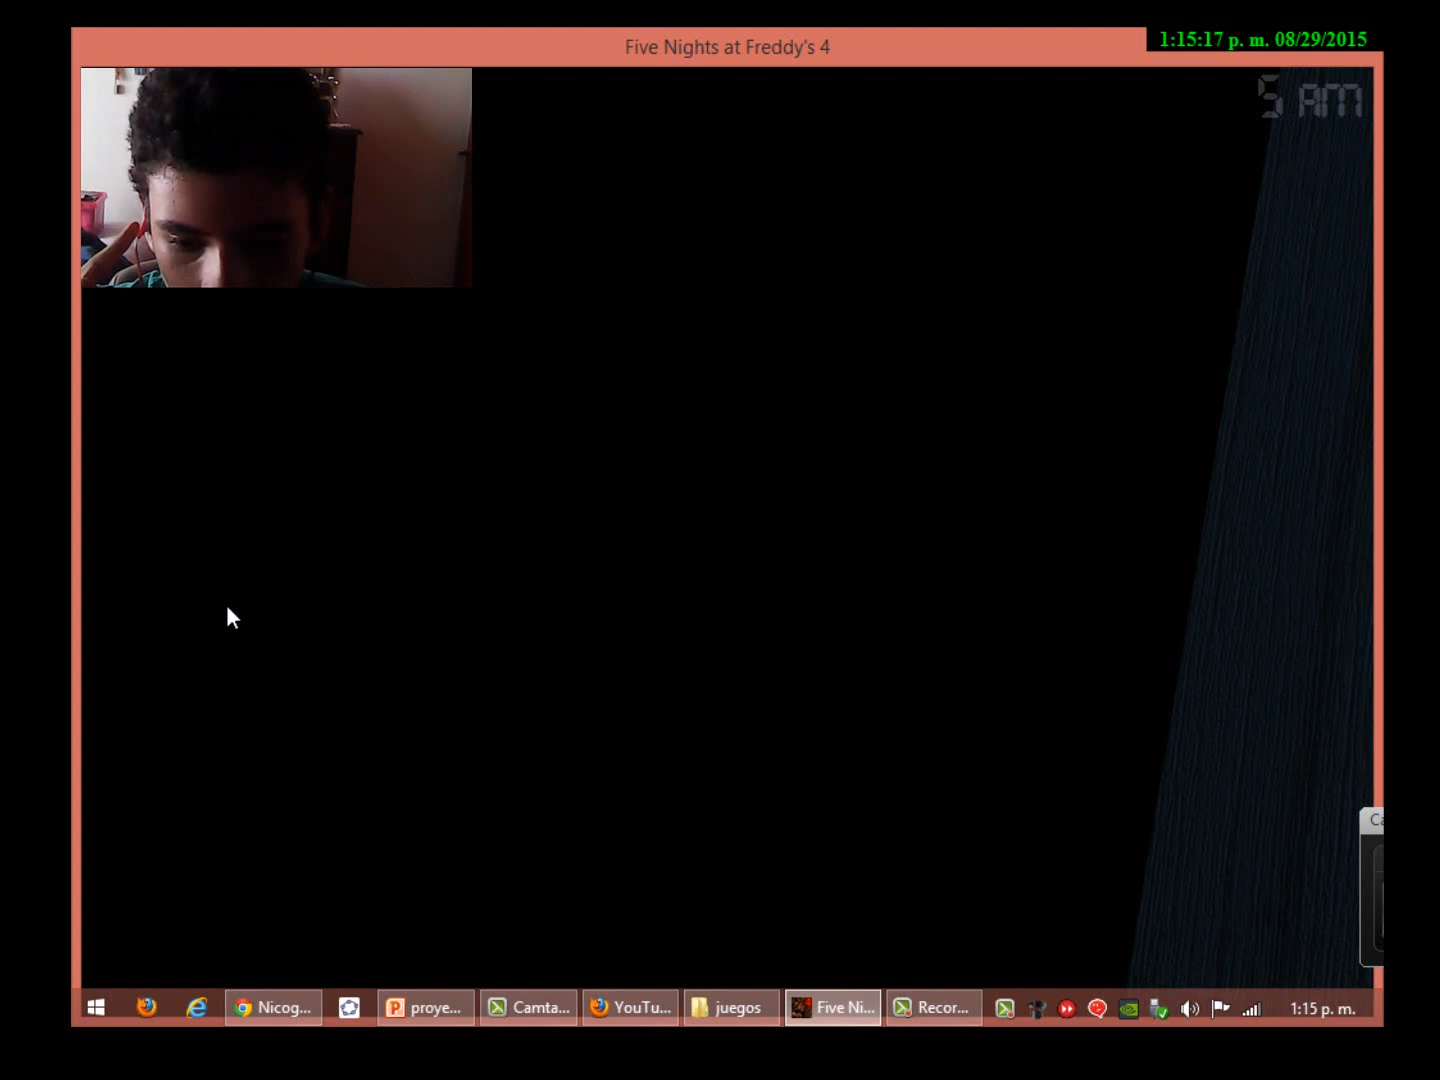 Five Nights at Freddy's 4
1:15:17 p. m. 08/29/2015
5 AM
Ca
Nicog...
proye...
Camta...
YouTu...
juegos
Five Ni...
Recor...
1:15 p. m.